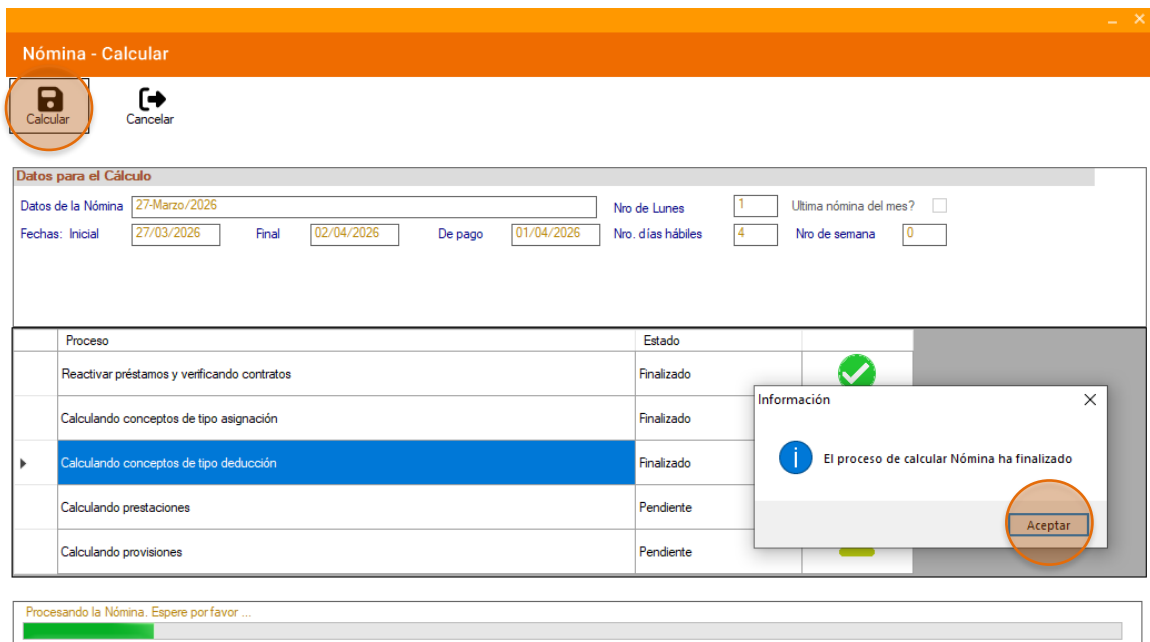 Nómina - Calcular
Calcular Cancelar
Datos para el Cálculo
Datos de la Nómina 27-Marzo/2026 Nro de Lunes 1 Ultima nómina del mes?
Fechas: Inicial 27/03/2026 Final 02/04/2026 De pago 01/04/2026 Nro. días hábiles 4 Nro de semana 0
Proceso Estado
Reactivar préstamos y verificando contratos Finalizado
Calculando conceptos de tipo asignación Finalizado
Calculando conceptos de tipo deducción Finalizado
Calculando prestaciones Pendiente
Calculando provisiones Pendiente
Información
El proceso de calcular Nómina ha finalizado
Aceptar
Procesando la Nómina. Espere por favor ...